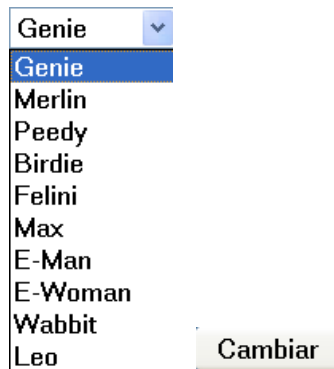 Genie
Genie
Merlin
Peedy
Birdie
Felini
Max
E-Man
E-Woman
Wabbit
Leo
Cambiar